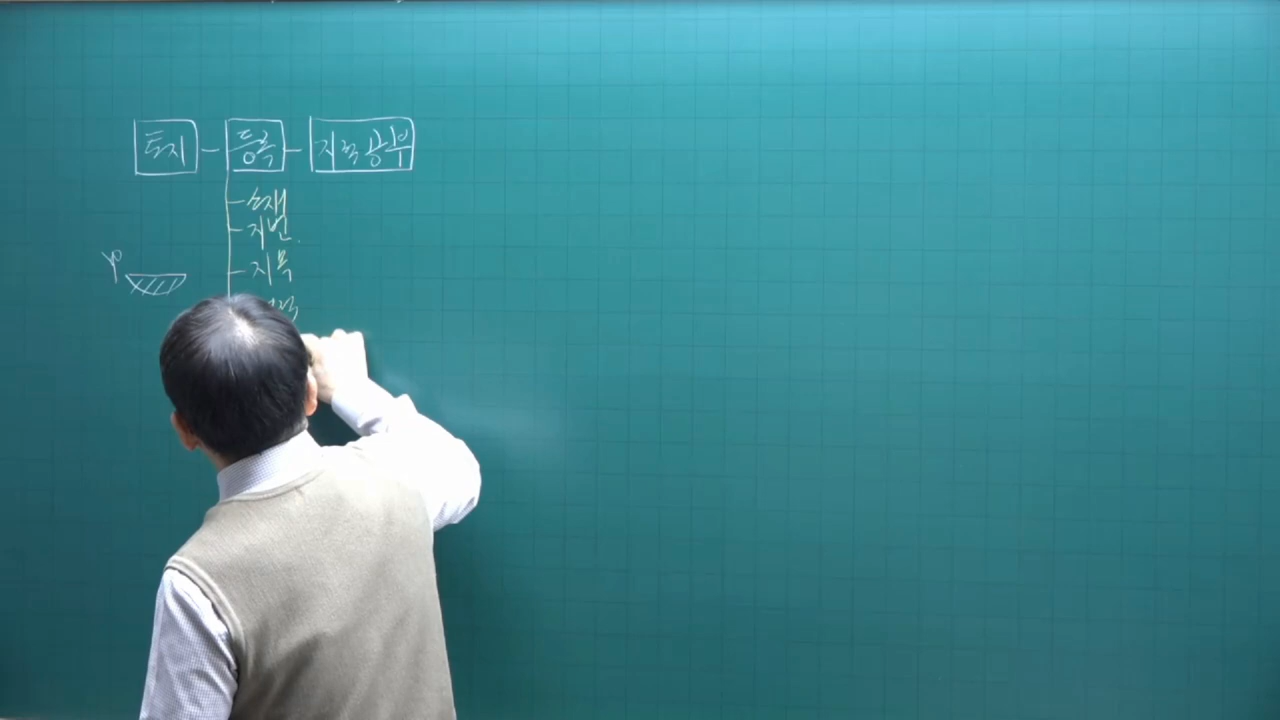 토지 - 등록 - 지적공부
- 소재
- 지번
- 지목